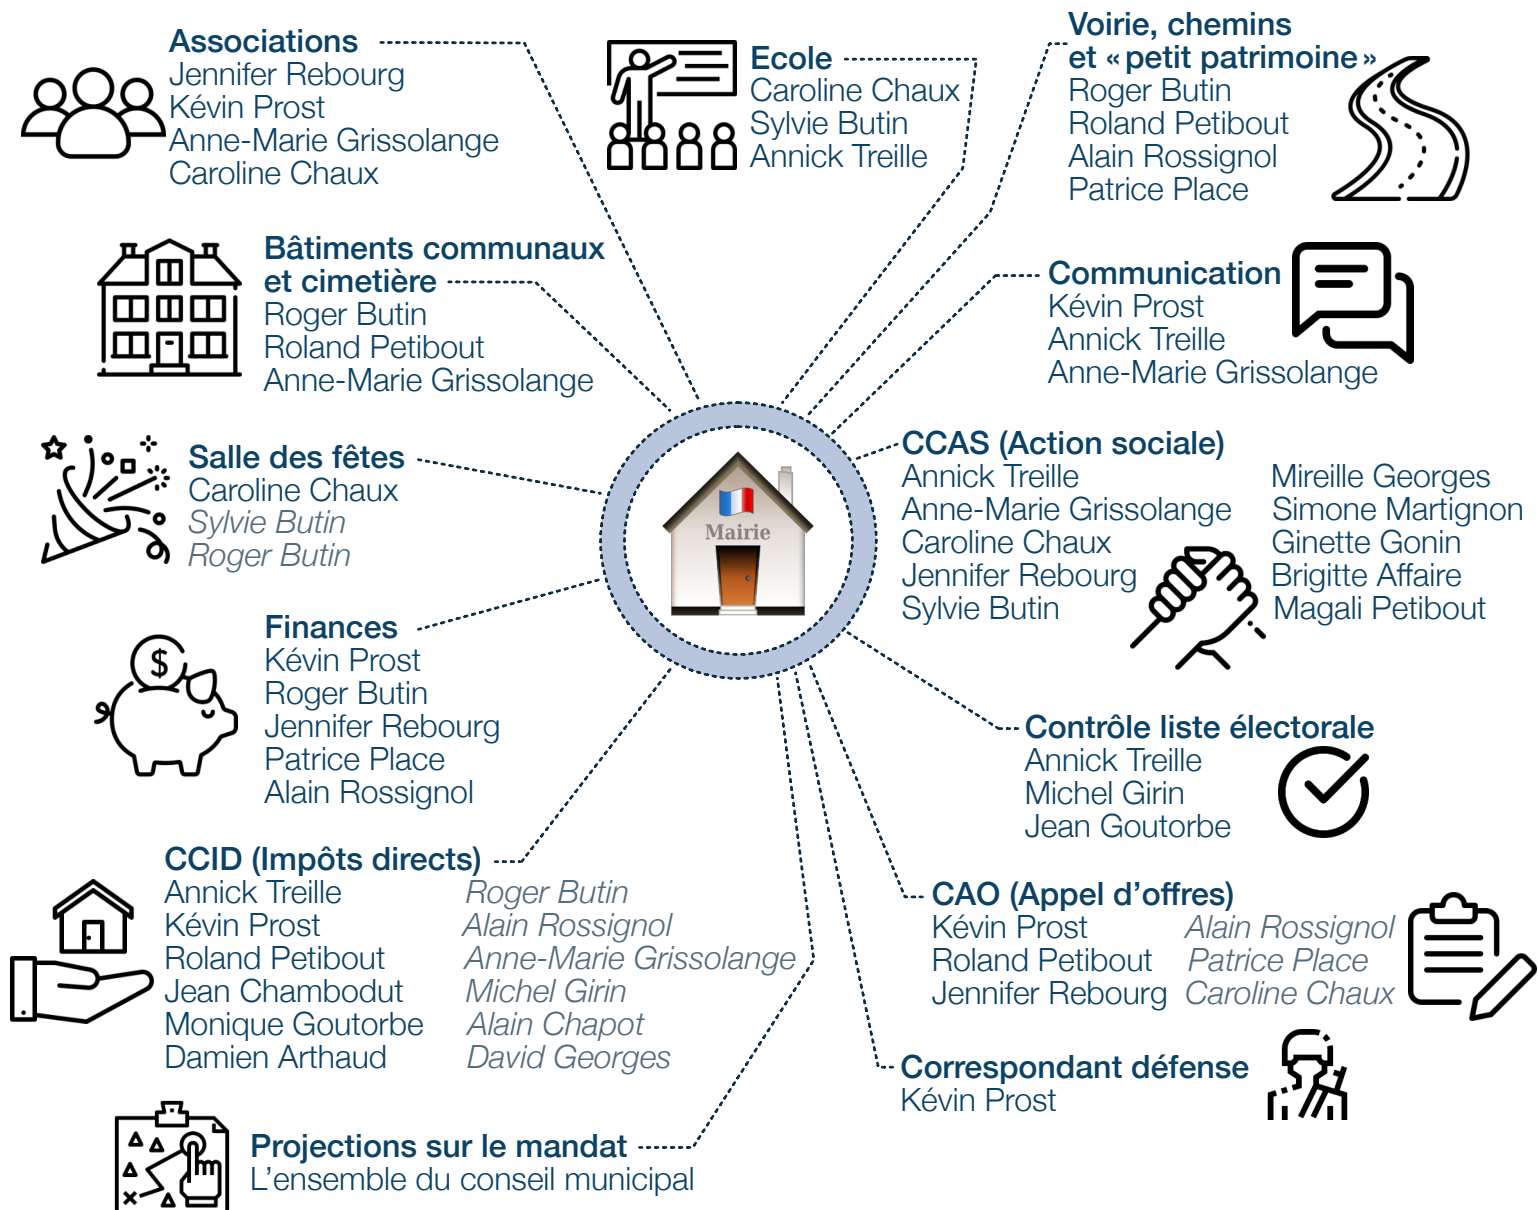 Associations
Jennifer Rebourg
Kévin Prost
Anne-Marie Grissolange
Caroline Chaux
Ecole
Caroline Chaux
Sylvie Butin
Annick Treille
Voirie, chemins
et « petit patrimoine »
Roger Butin
Roland Petibout
Alain Rossignol
Patrice Place
Bâtiments communaux
et cimetière
Roger Butin
Roland Petibout
Anne-Marie Grissolange
Communication
Kévin Prost
Annick Treille
Anne-Marie Grissolange
Salle des fêtes
Caroline Chaux
Sylvie Butin
Roger Butin
Mairie
CCAS (Action sociale)
Annick Treille
Anne-Marie Grissolange
Caroline Chaux
Jennifer Rebourg
Sylvie Butin
Mireille Georges
Simone Martignon
Ginette Gonin
Brigitte Affaire
Magali Petibout
Finances
$
Kévin Prost
Roger Butin
Jennifer Rebourg
Patrice Place
Alain Rossignol
Contrôle liste électorale
Annick Treille
Michel Girin
Jean Goutorbe
CCID (Impôts directs)
Annick Treille
Kévin Prost
Roland Petibout
Jean Chambodut
Monique Goutorbe
Damien Arthaud
Roger Butin
Alain Rossignol
Anne-Marie Grissolange
Michel Girin
Alain Chapot
David Georges
CAO (Appel d’offres)
Kévin Prost
Roland Petibout
Jennifer Rebourg
Alain Rossignol
Patrice Place
Caroline Chaux
Correspondant défense
Kévin Prost
Projections sur le mandat
L’ensemble du conseil municipal